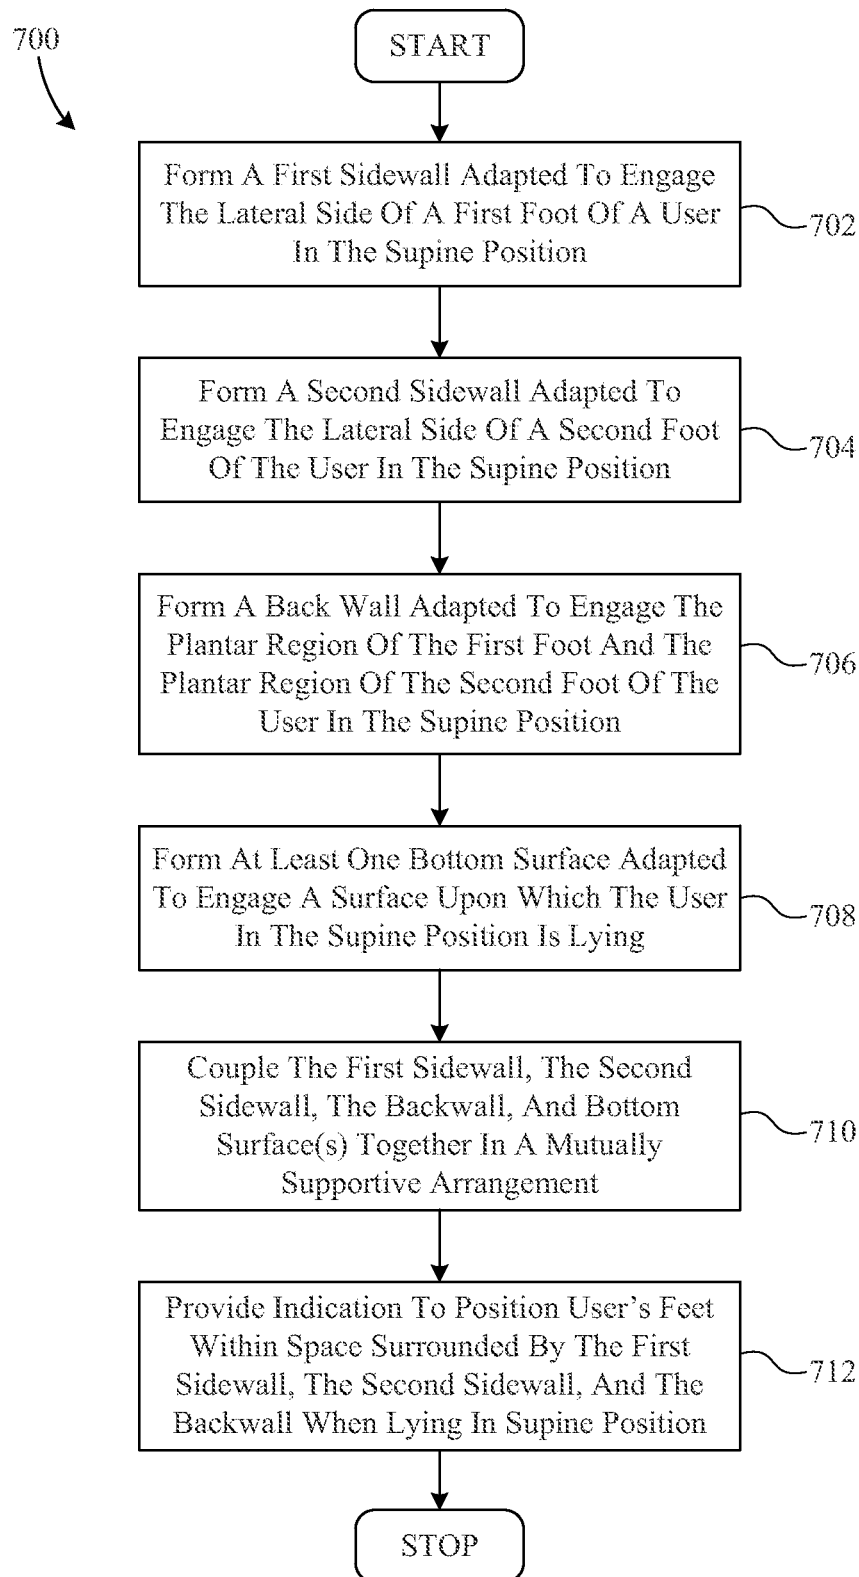 700
START
Form A First Sidewall Adapted To Engage
The Lateral Side Of A First Foot Of A User
In The Supine Position
702
Form A Second Sidewall Adapted To
Engage The Lateral Side Of A Second Foot
Of The User In The Supine Position
704
Form A Back Wall Adapted To Engage The
Plantar Region Of The First Foot And The
Plantar Region Of The Second Foot Of The
User In The Supine Position
706
Form At Least One Bottom Surface Adapted
To Engage A Surface Upon Which The User
In The Supine Position Is Lying
708
Couple The First Sidewall, The Second
Sidewall, The Backwall, And Bottom
Surface(s) Together In A Mutually
Supportive Arrangement
710
Provide Indication To Position User's Feet
Within Space Surrounded By The First
Sidewall, The Second Sidewall, And The
Backwall When Lying In Supine Position
712
STOP